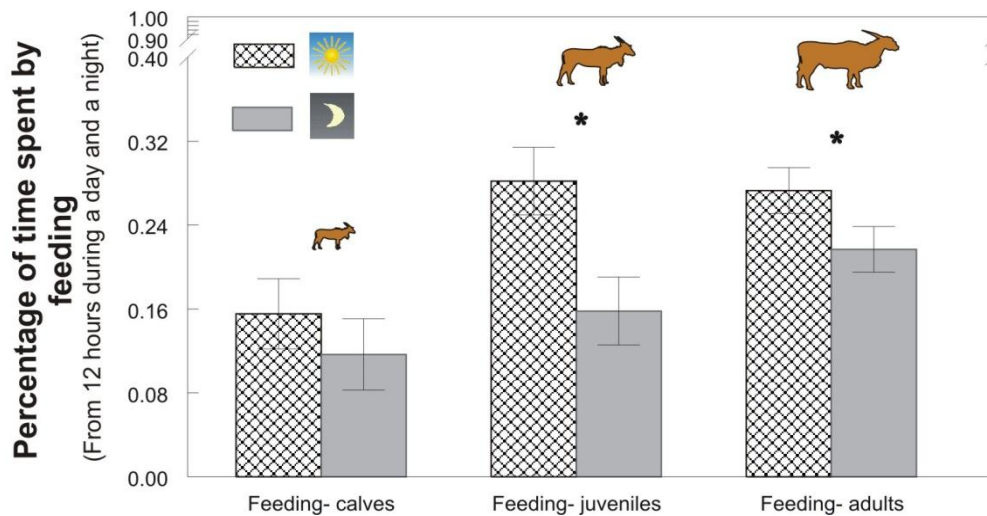 Percentage of time spent by
feeding
(From 12 hours during a day and a night)
1.00
0.90
0.40
0.32
0.24
0.16
0.08
0.00
*
*
Feeding- calves
Feeding- juveniles
Feeding- adults